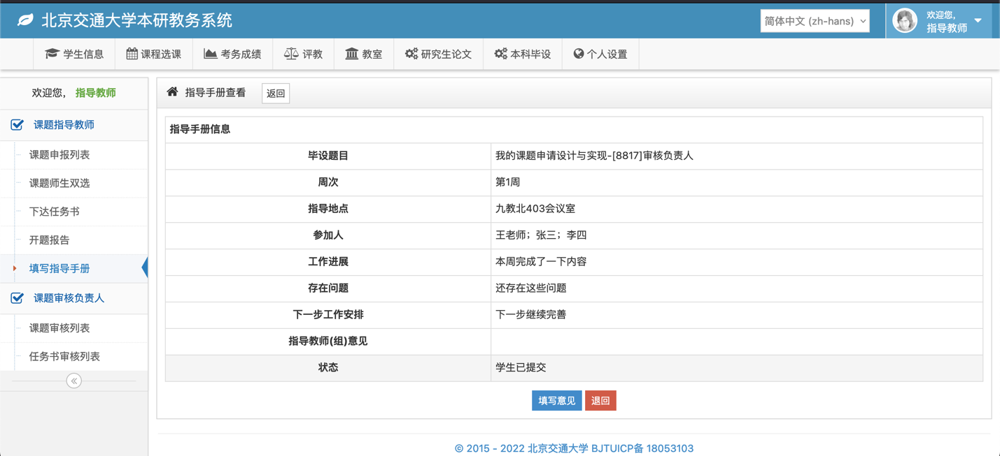 北京交通大学本研教务系统
简体中文 (zh-hans)
欢迎您,
指导教师
学生信息
课程选课
考务成绩
评教
教室
研究生论文
本科毕设
个人设置
欢迎您, 指导教师
课题指导教师
课题申报列表
课题师生双选
下达任务书
开题报告
填写指导手册
课题审核负责人
课题审核列表
任务书审核列表
指导手册查看 返回
指导手册信息
毕设题目 我的课题申请设计与实现-[8817]审核负责人
周次 第1周
指导地点 九教北403会议室
参加人 王老师；张三；李四
工作进展 本周完成了一下内容
存在问题 还存在这些问题
下一步工作安排 下一步继续完善
指导教师(组)意见
状态 学生已提交
填写意见 退回
© 2015 - 2022 北京交通大学 BJTUICP备 18053103